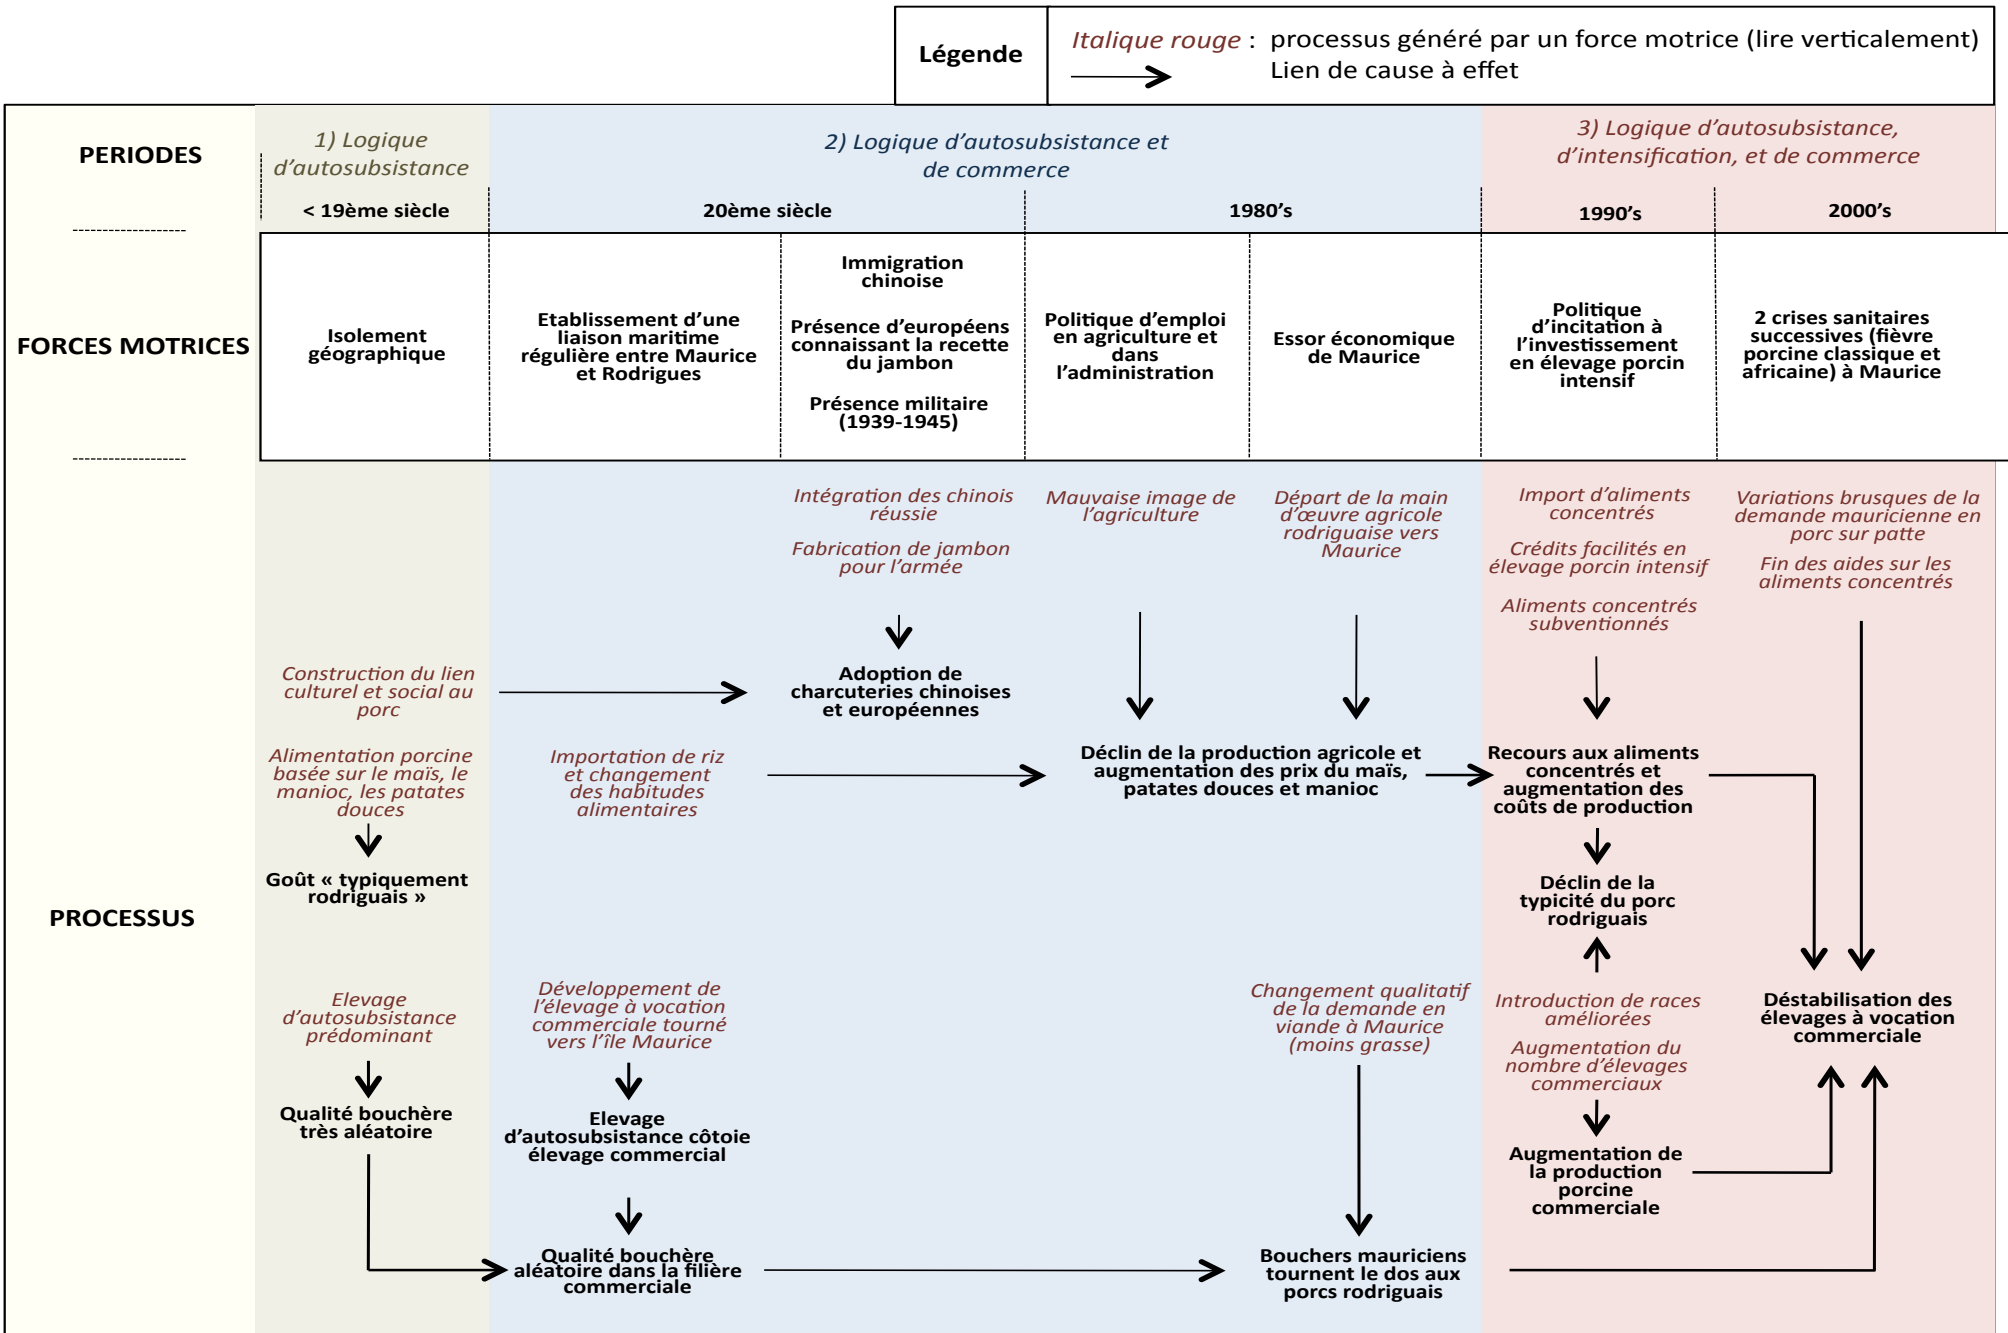 Légende
Italique rouge : processus généré par un force motrice (lire verticalement)
Lien de cause à effet
PERIODES
1) Logique
d'autosubsistance
2) Logique d'autosubsistance et
de commerce
3) Logique d'autosubsistance,
d'intensification, et de commerce
< 19ème siècle
20ème siècle
1980's
1990's
2000's
FORCES MOTRICES
Isolement
géographique
Etablissement d'une
liaison maritime
régulière entre Maurice
et Rodrigues
Immigration
chinoise
Présence d'européens
connaissant la recette
du jambon
Présence militaire
(1939-1945)
Politique d'emploi
en agriculture et
dans
l'administration
Essor économique
de Maurice
Politique
d'incitation à
l'investissement
en élevage porcin
intensif
2 crises sanitaires
successives (fièvre
porcine classique et
africaine) à Maurice
PROCESSUS
Construction du lien
culturel et social au
porc
Alimentation porcine
basée sur le maïs, le
manioc, les patates
douces
Goût « typiquement
rodriguais »
Elevage
d'autosubsistance
prédominant
Qualité bouchère
très aléatoire
Importation de riz
et changement
des habitudes
alimentaires
Développement de
l'élevage à vocation
commerciale tourné
vers l'île Maurice
Elevage
d'autosubsistance côtoie
élevage commercial
Qualité bouchère
aléatoire dans la filière
commerciale
Intégration des chinois
réussie
Fabrication de jambon
pour l'armée
Adoption de
charcuteries chinoises
et européennes
Mauvaise image de
l'agriculture
Départ de la main
d'œuvre agricole
rodriguaise vers
Maurice
Déclin de la production agricole et
augmentation des prix du maïs,
patates douces et manioc
Changement qualitatif
de la demande en
viande à Maurice
(moins grasse)
Bouchers mauriciens
tournent le dos aux
porcs rodriguais
Import d'aliments
concentrés
Crédits facilités en
élevage porcin intensif
Aliments concentrés
subventionnés
Recours aux aliments
concentrés et
augmentation des
coûts de production
Déclin de la
typicité du porc
rodriguais
Introduction de races
améliorées
Augmentation du
nombre d'élevages
commerciaux
Augmentation de
la production
porcine
commerciale
Variations brusques de la
demande mauricienne en
porc sur patte
Fin des aides sur les
aliments concentrés
Déstabilisation des
élevages à vocation
commerciale